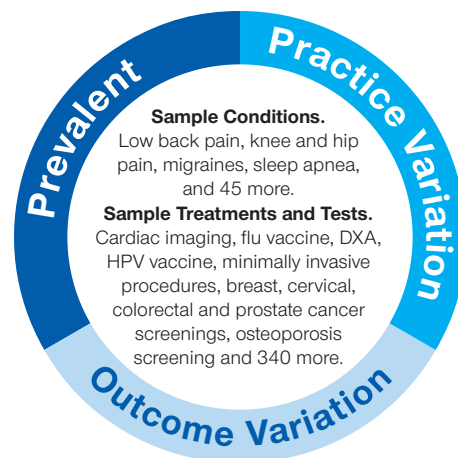 Prevalent
Practice Variation
Sample Conditions.
Low back pain, knee and hip
pain, migraines, sleep apnea,
and 45 more.
Sample Treatments and Tests.
Cardiac imaging, flu vaccine, DXA,
HPV vaccine, minimally invasive
procedures, breast, cervical,
colorectal and prostate cancer
screenings, osteoporosis
screening and 340 more.
Outcome Variation